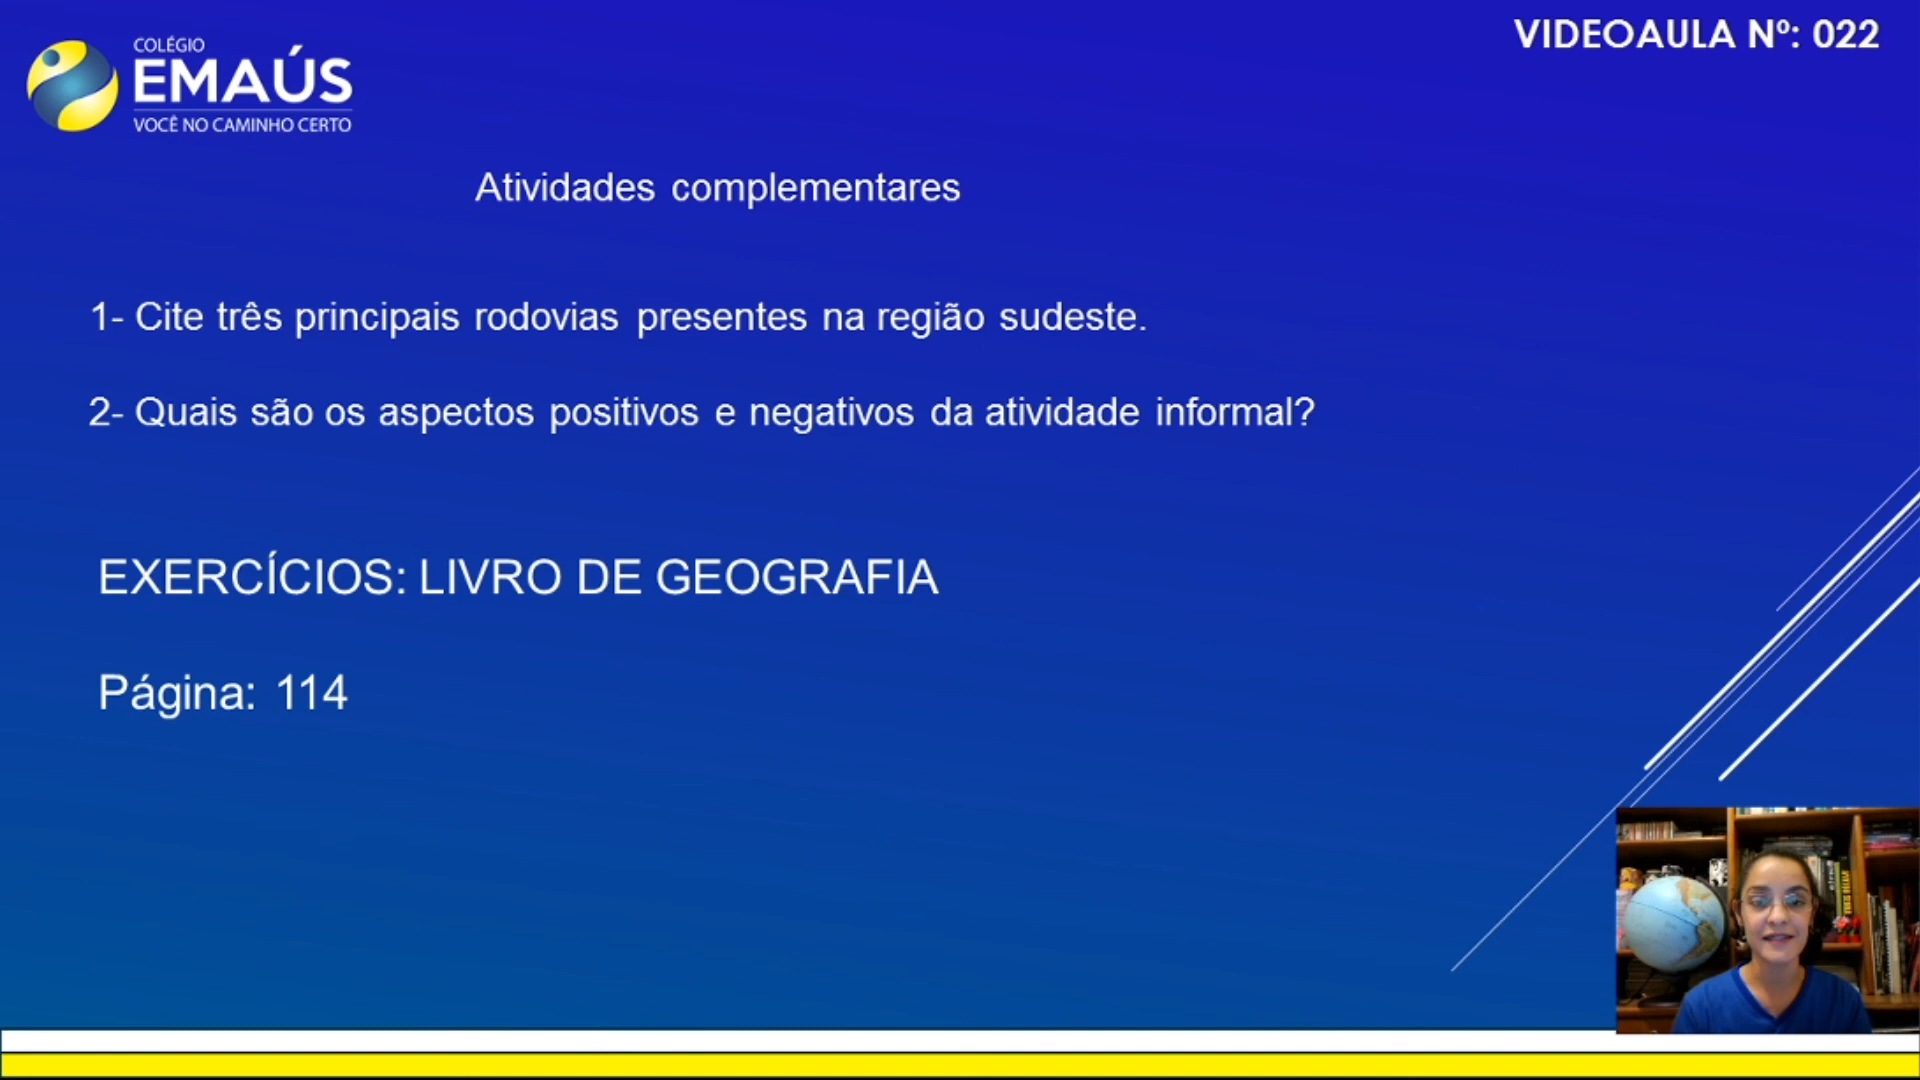 VIDEOAULA Nº: 022
COLÉGIO
EMAÚS
VOCÊ NO CAMINHO CERTO
Atividades complementares
1- Cite três principais rodovias presentes na região sudeste.
2- Quais são os aspectos positivos e negativos da atividade informal?
EXERCÍCIOS: LIVRO DE GEOGRAFIA
Página: 114